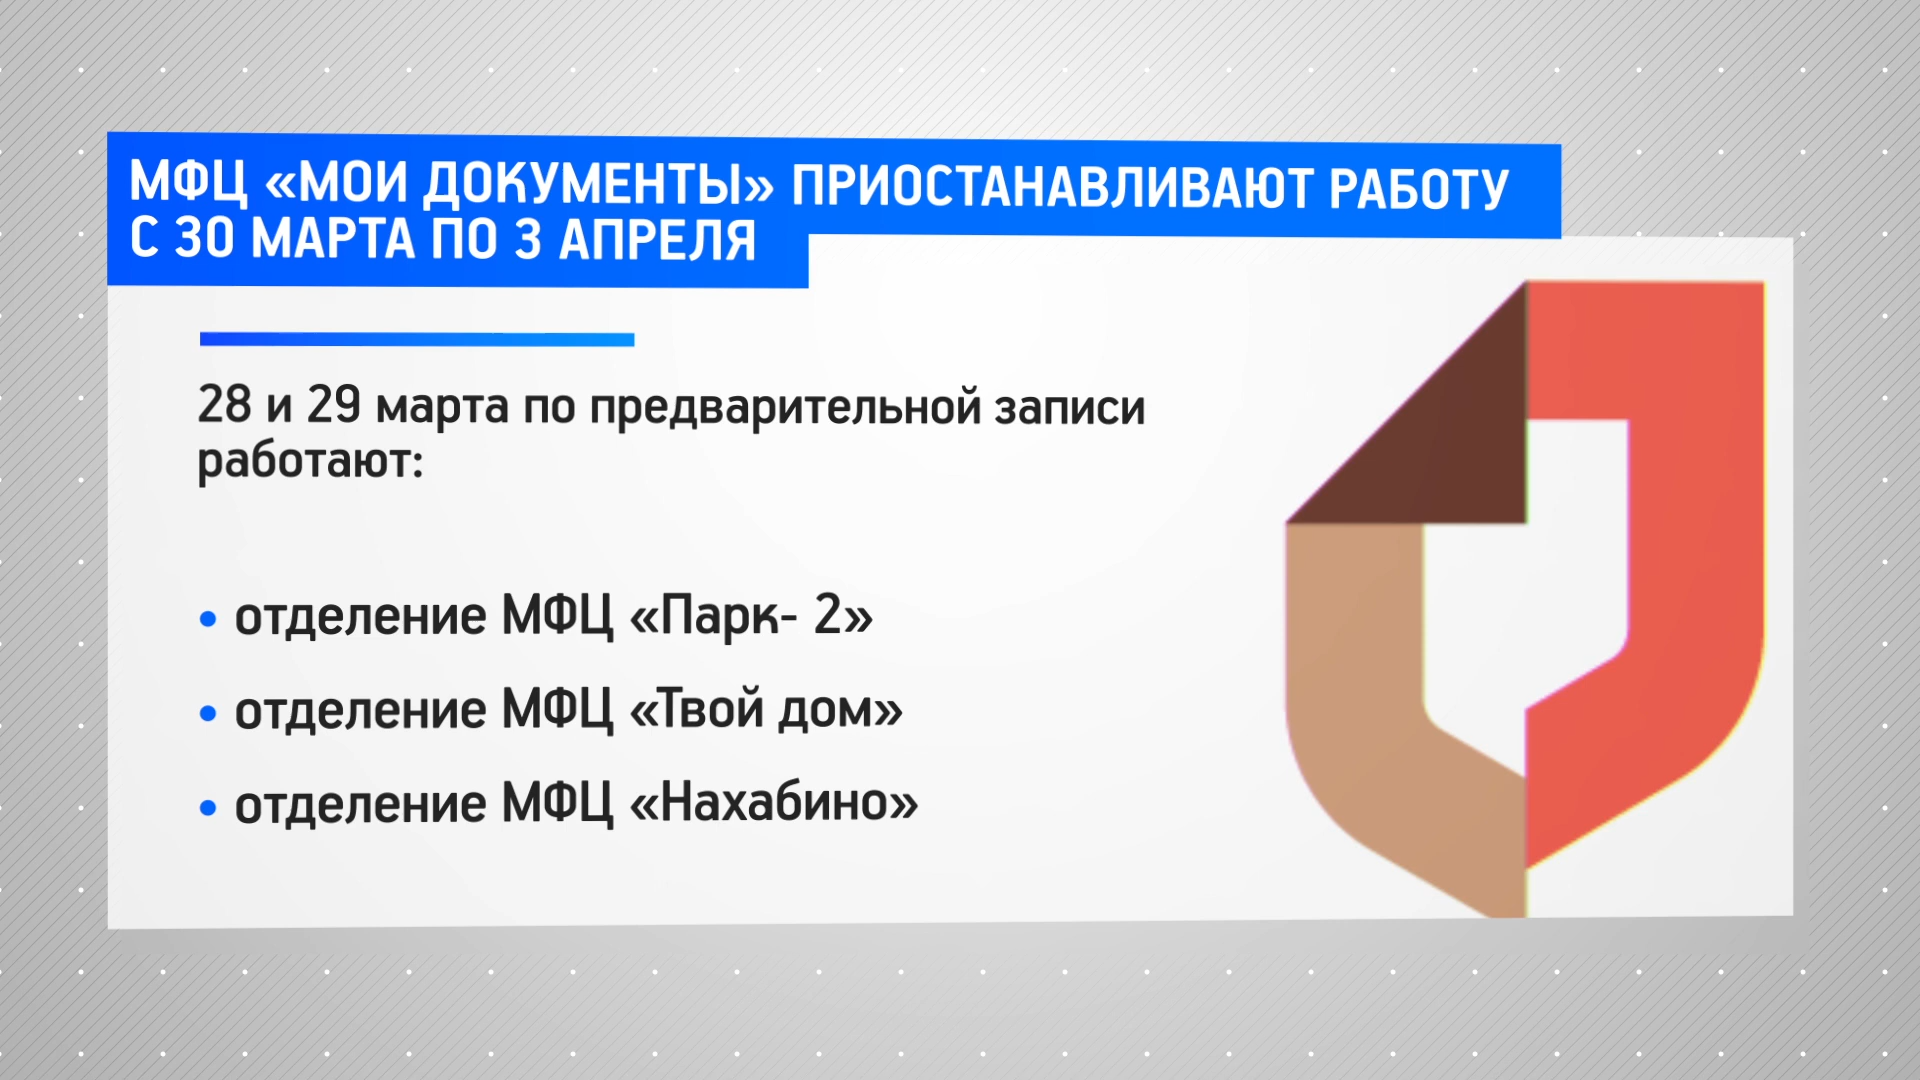 МФЦ «МОИ ДОКУМЕНТЫ» ПРИОСТАНАВЛИВАЮТ РАБОТУ
С 30 МАРТА ПО 3 АПРЕЛЯ
28 и 29 марта по предварительной записи
работают:
• отделение МФЦ «Парк- 2»
• отделение МФЦ «Твой дом»
• отделение МФЦ «Нахабино»